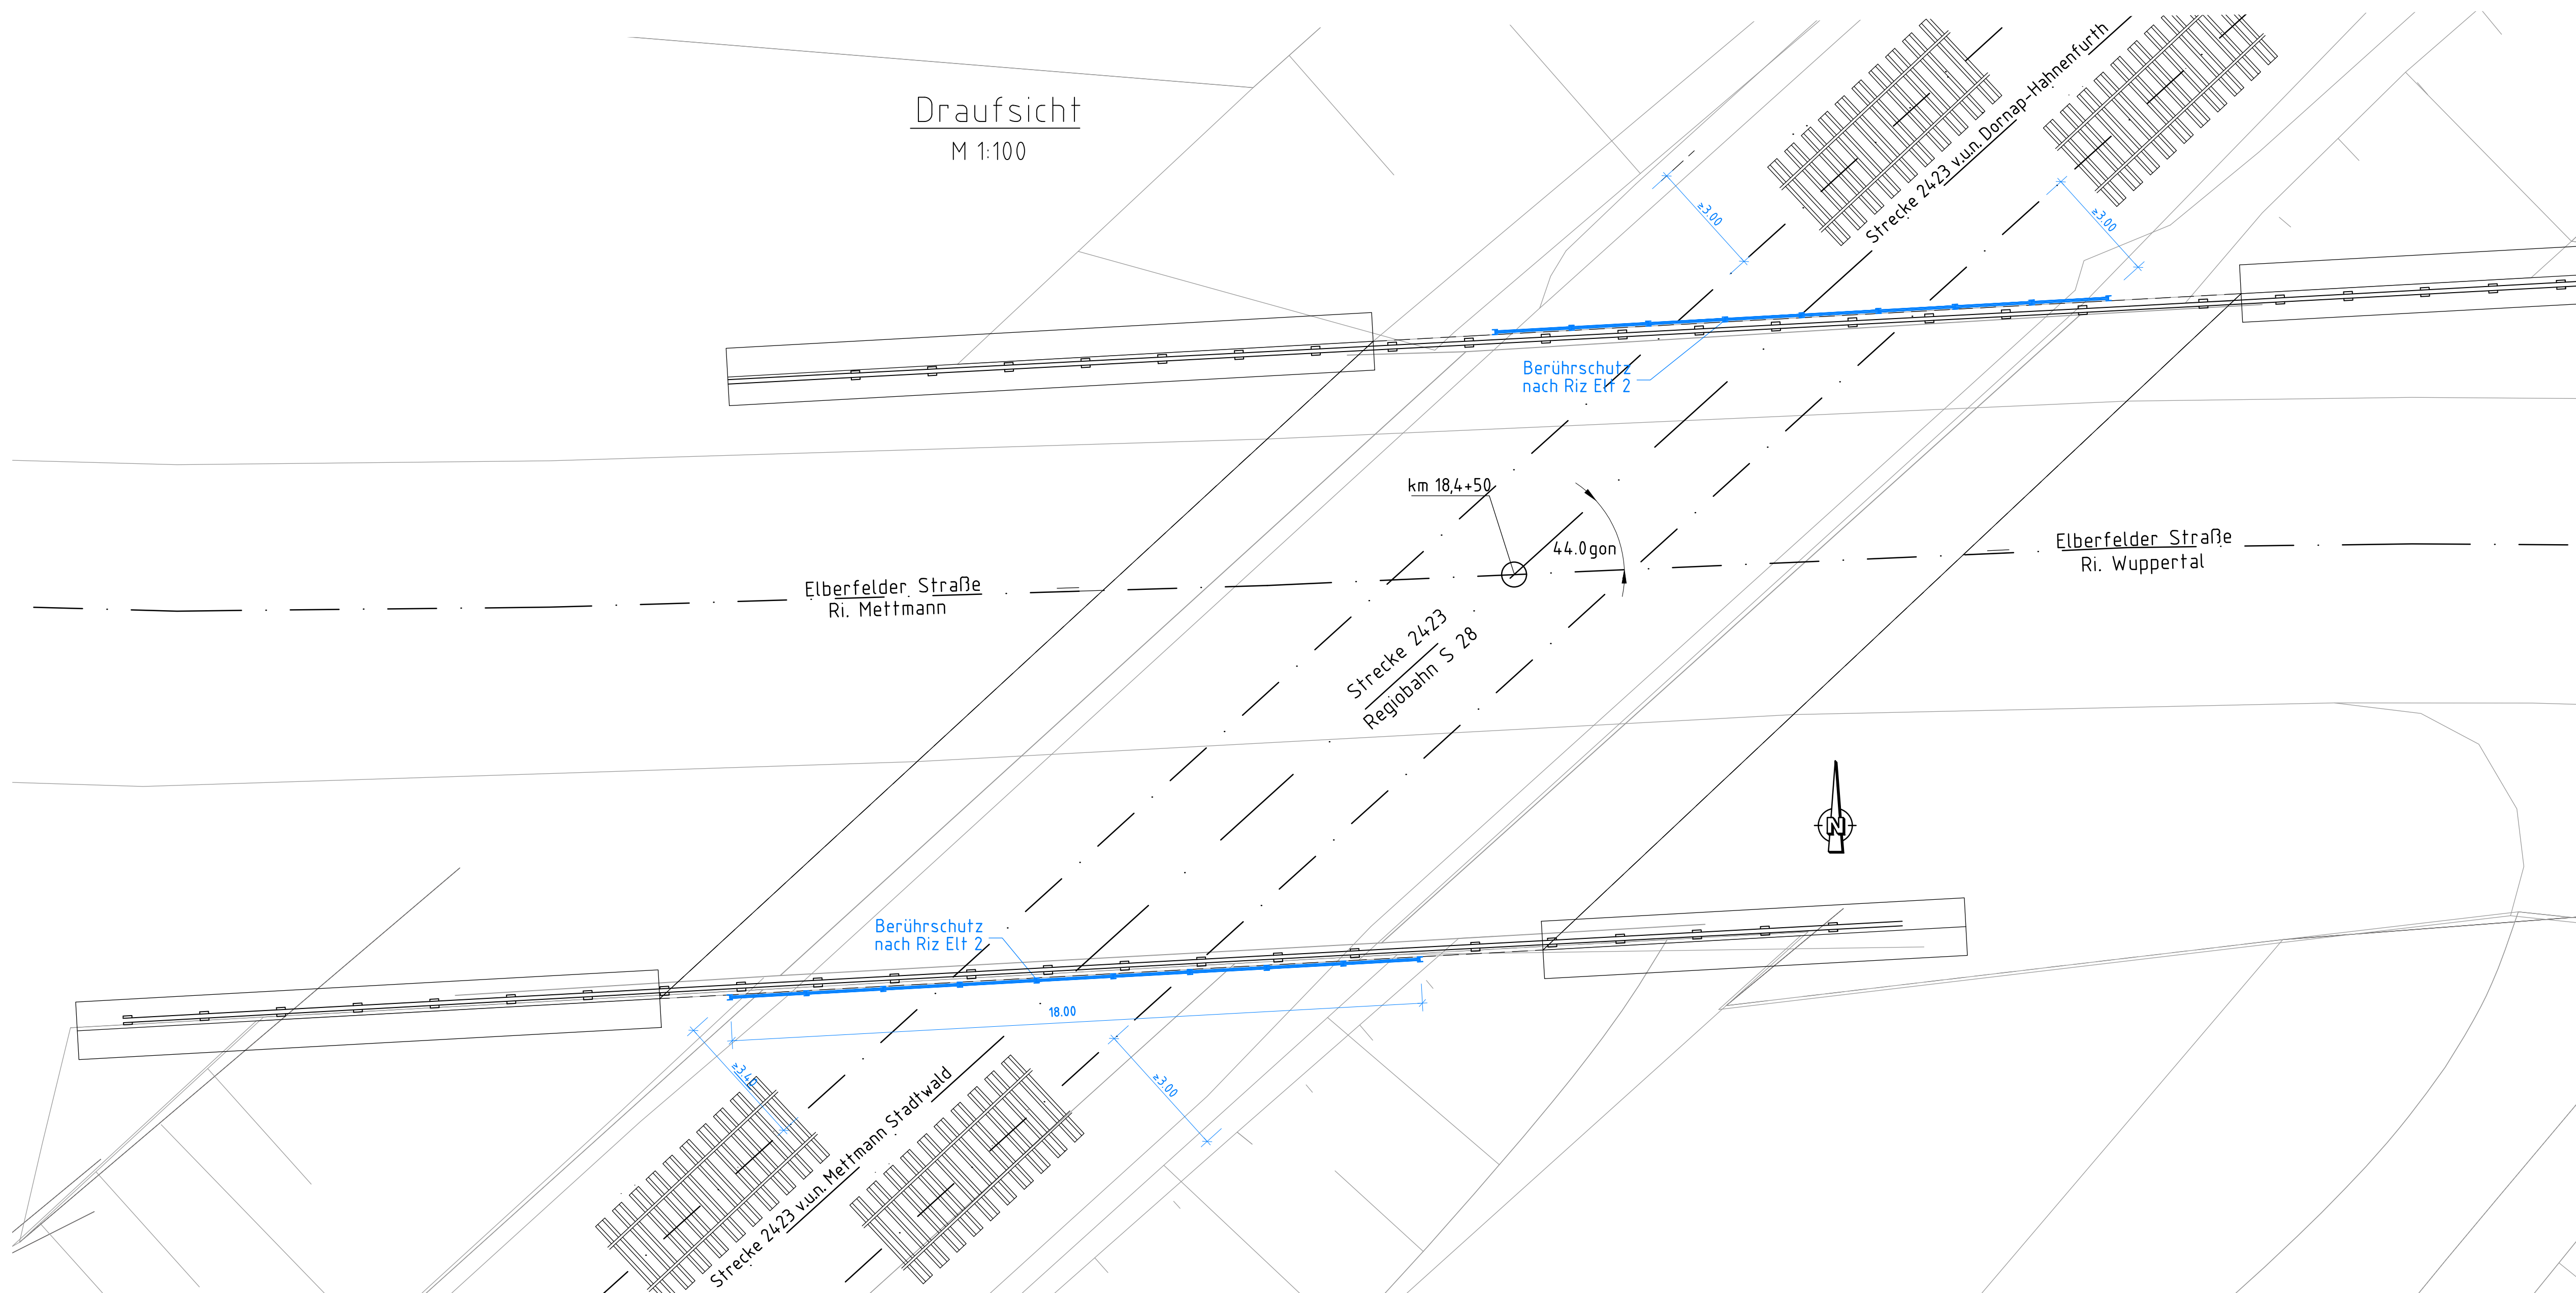 Draufsicht
M 1:100
Strecke 2423 v.u.n. Dornap-Hahnenfurth
≥3.00
≥3.00
Berührschutz
nach Riz Elt 2
km 18,4+50
44.0gon
Elberfelder Straße
Ri. Wuppertal
Elberfelder Straße
Ri. Mettmann
Strecke 2423
Regiobahn S 28
N
Berührschutz
nach Riz Elt 2
18.00
≥3.40
≥3.00
Strecke 2423 v.u.n. Mettmann Stadtwald